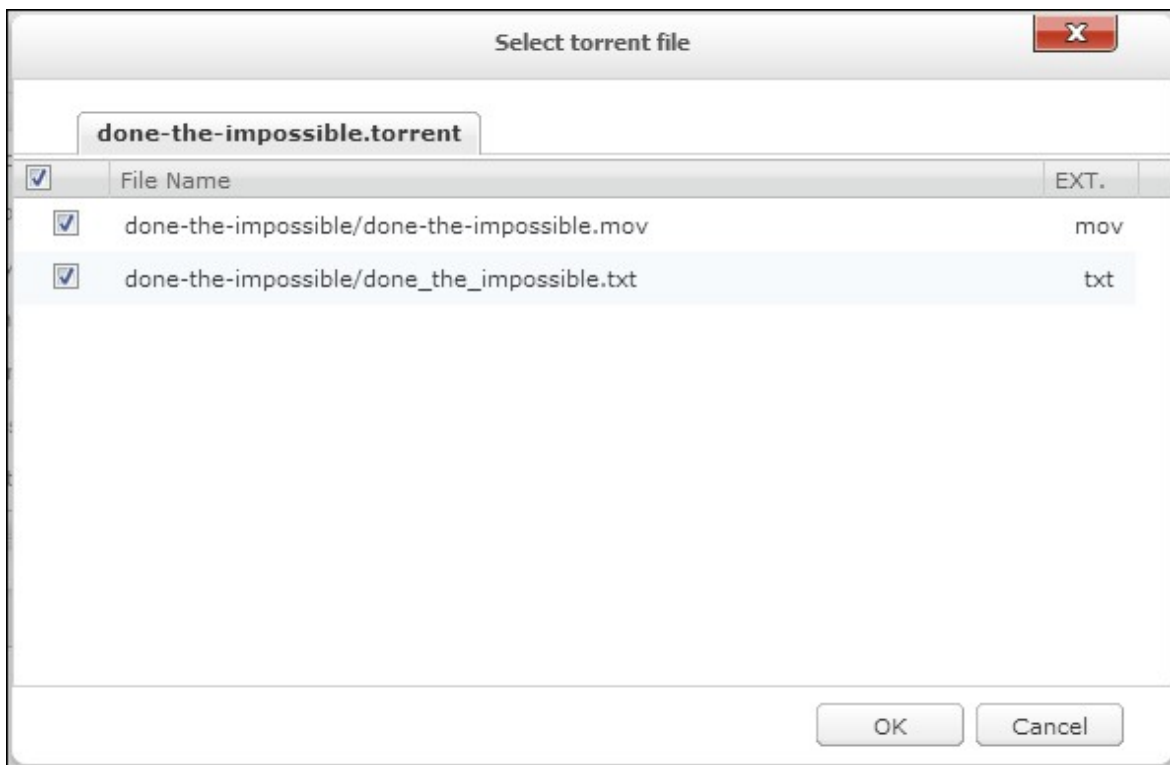 Select torrent file
x
done-the-impossible.torrent
File Name EXT.
done-the-impossible/done-the-impossible.mov mov
done-the-impossible/done_the_impossible.txt txt
OK Cancel